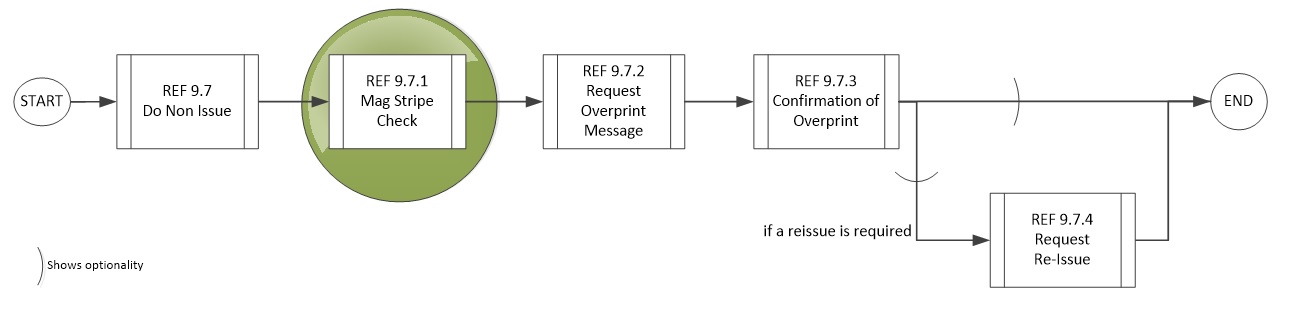 START
REF 9.7
Do Non Issue
REF 9.7.1
Mag Stripe
Check
REF 9.7.2
Request
Overprint
Message
REF 9.7.3
Confirmation of
Overprint
END
if a reissue is required
REF 9.7.4
Request
Re-Issue
Shows optionality